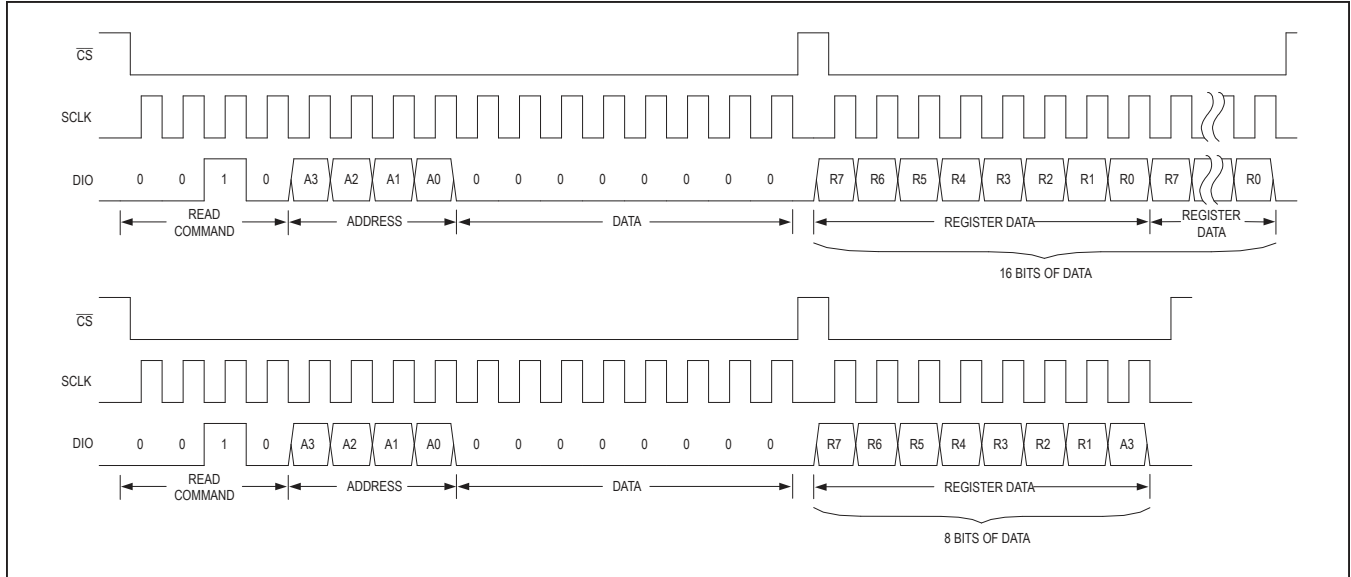 CS
SCLK
DIO 0 0 1 0 A3 A2 A1 A0 0 0 0 0 0 0 0 0 R7 R6 R5 R4 R3 R2 R1 R0 R7 R0
READ COMMAND ADDRESS DATA REGISTER DATA REGISTER DATA
16 BITS OF DATA
CS
SCLK
DIO 0 0 1 0 A3 A2 A1 A0 0 0 0 0 0 0 0 0 R7 R6 R5 R4 R3 R2 R1 A3
READ COMMAND ADDRESS DATA REGISTER DATA
8 BITS OF DATA